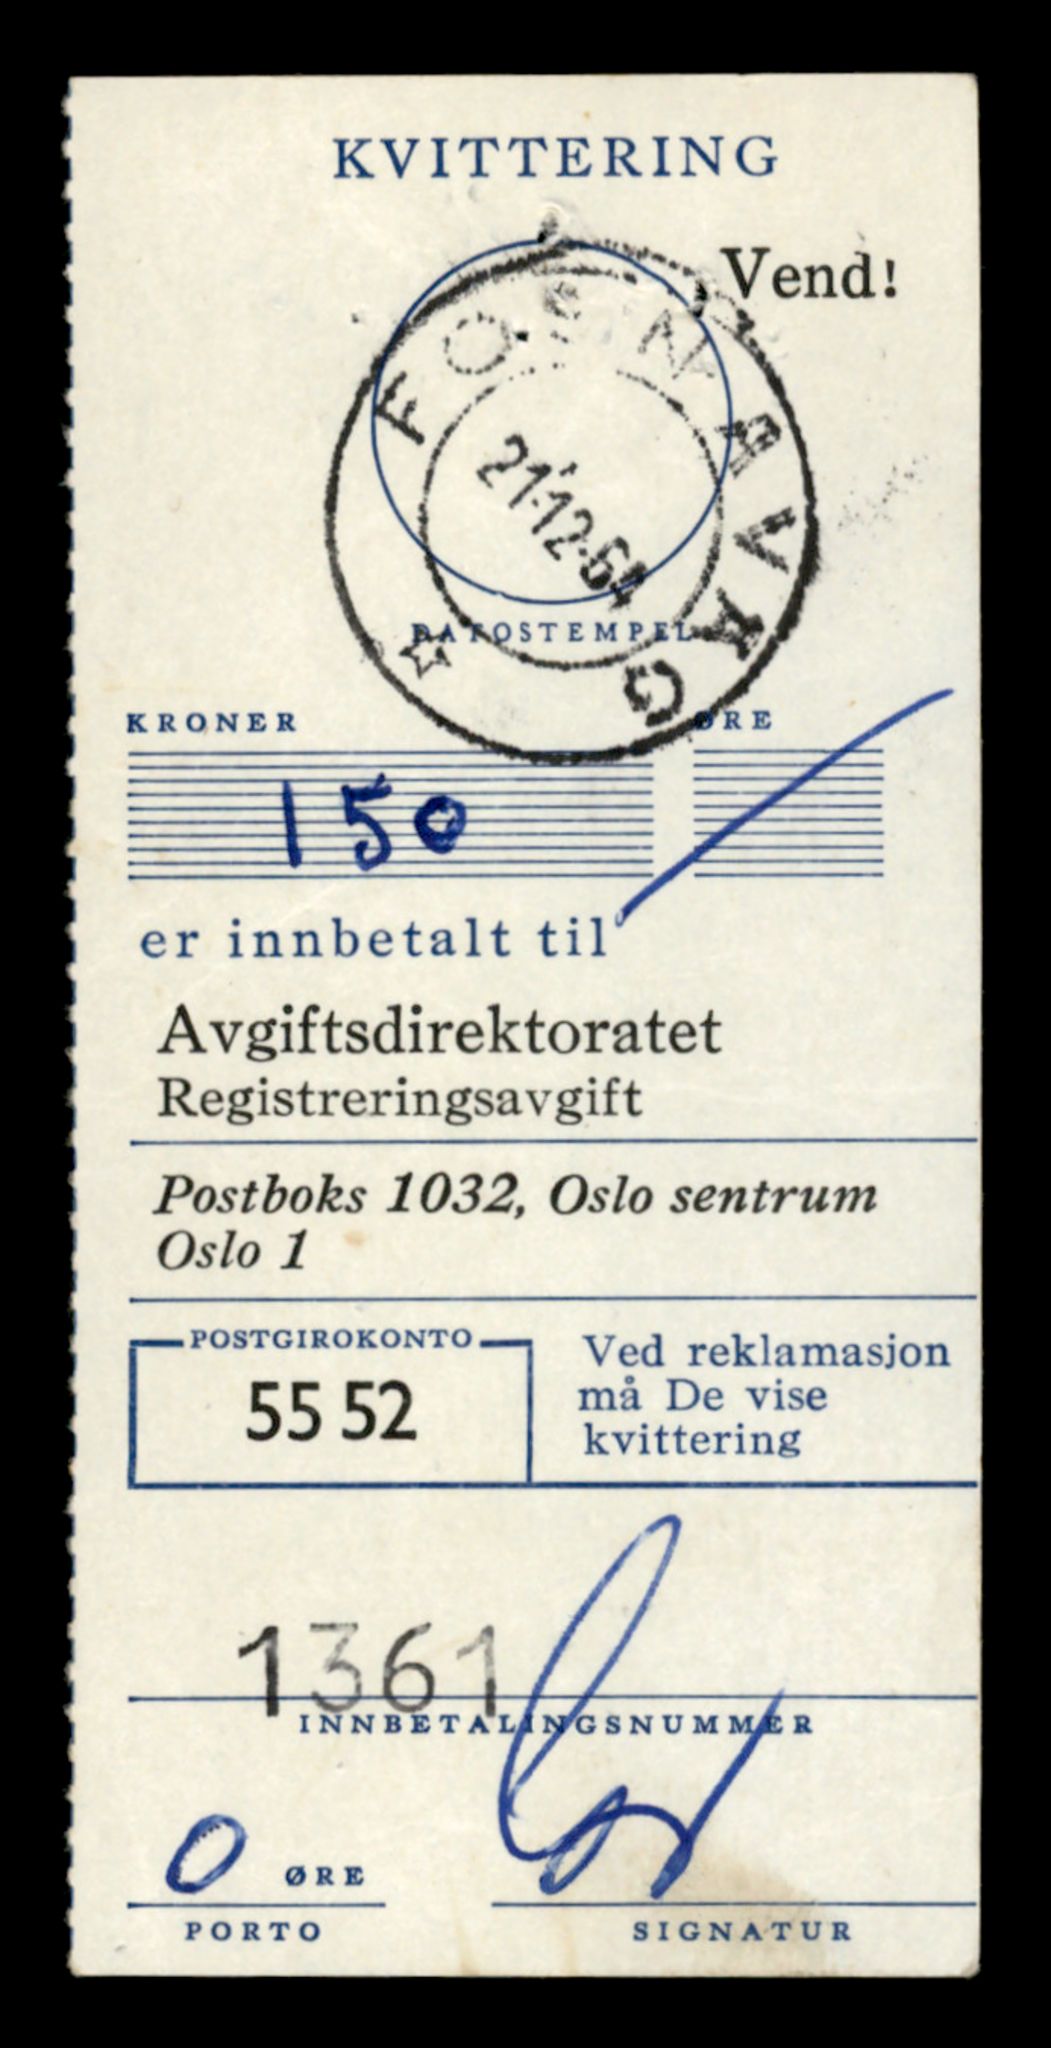 KVITTERING
Vend!
FOSNAVÅG
21-12-64
DATOSTEMPEL
KRONER
ØRE
150
er innbetalt til
Avgiftsdirektoratet
Registreringsavgift
Postboks 1032, Oslo sentrum
Oslo 1
POSTGIROKONTO
55 52
Ved reklamasjon
må De vise
kvittering
1361
INNBETALINGSNUMMER
0 ØRE
PORTO
SIGNATUR